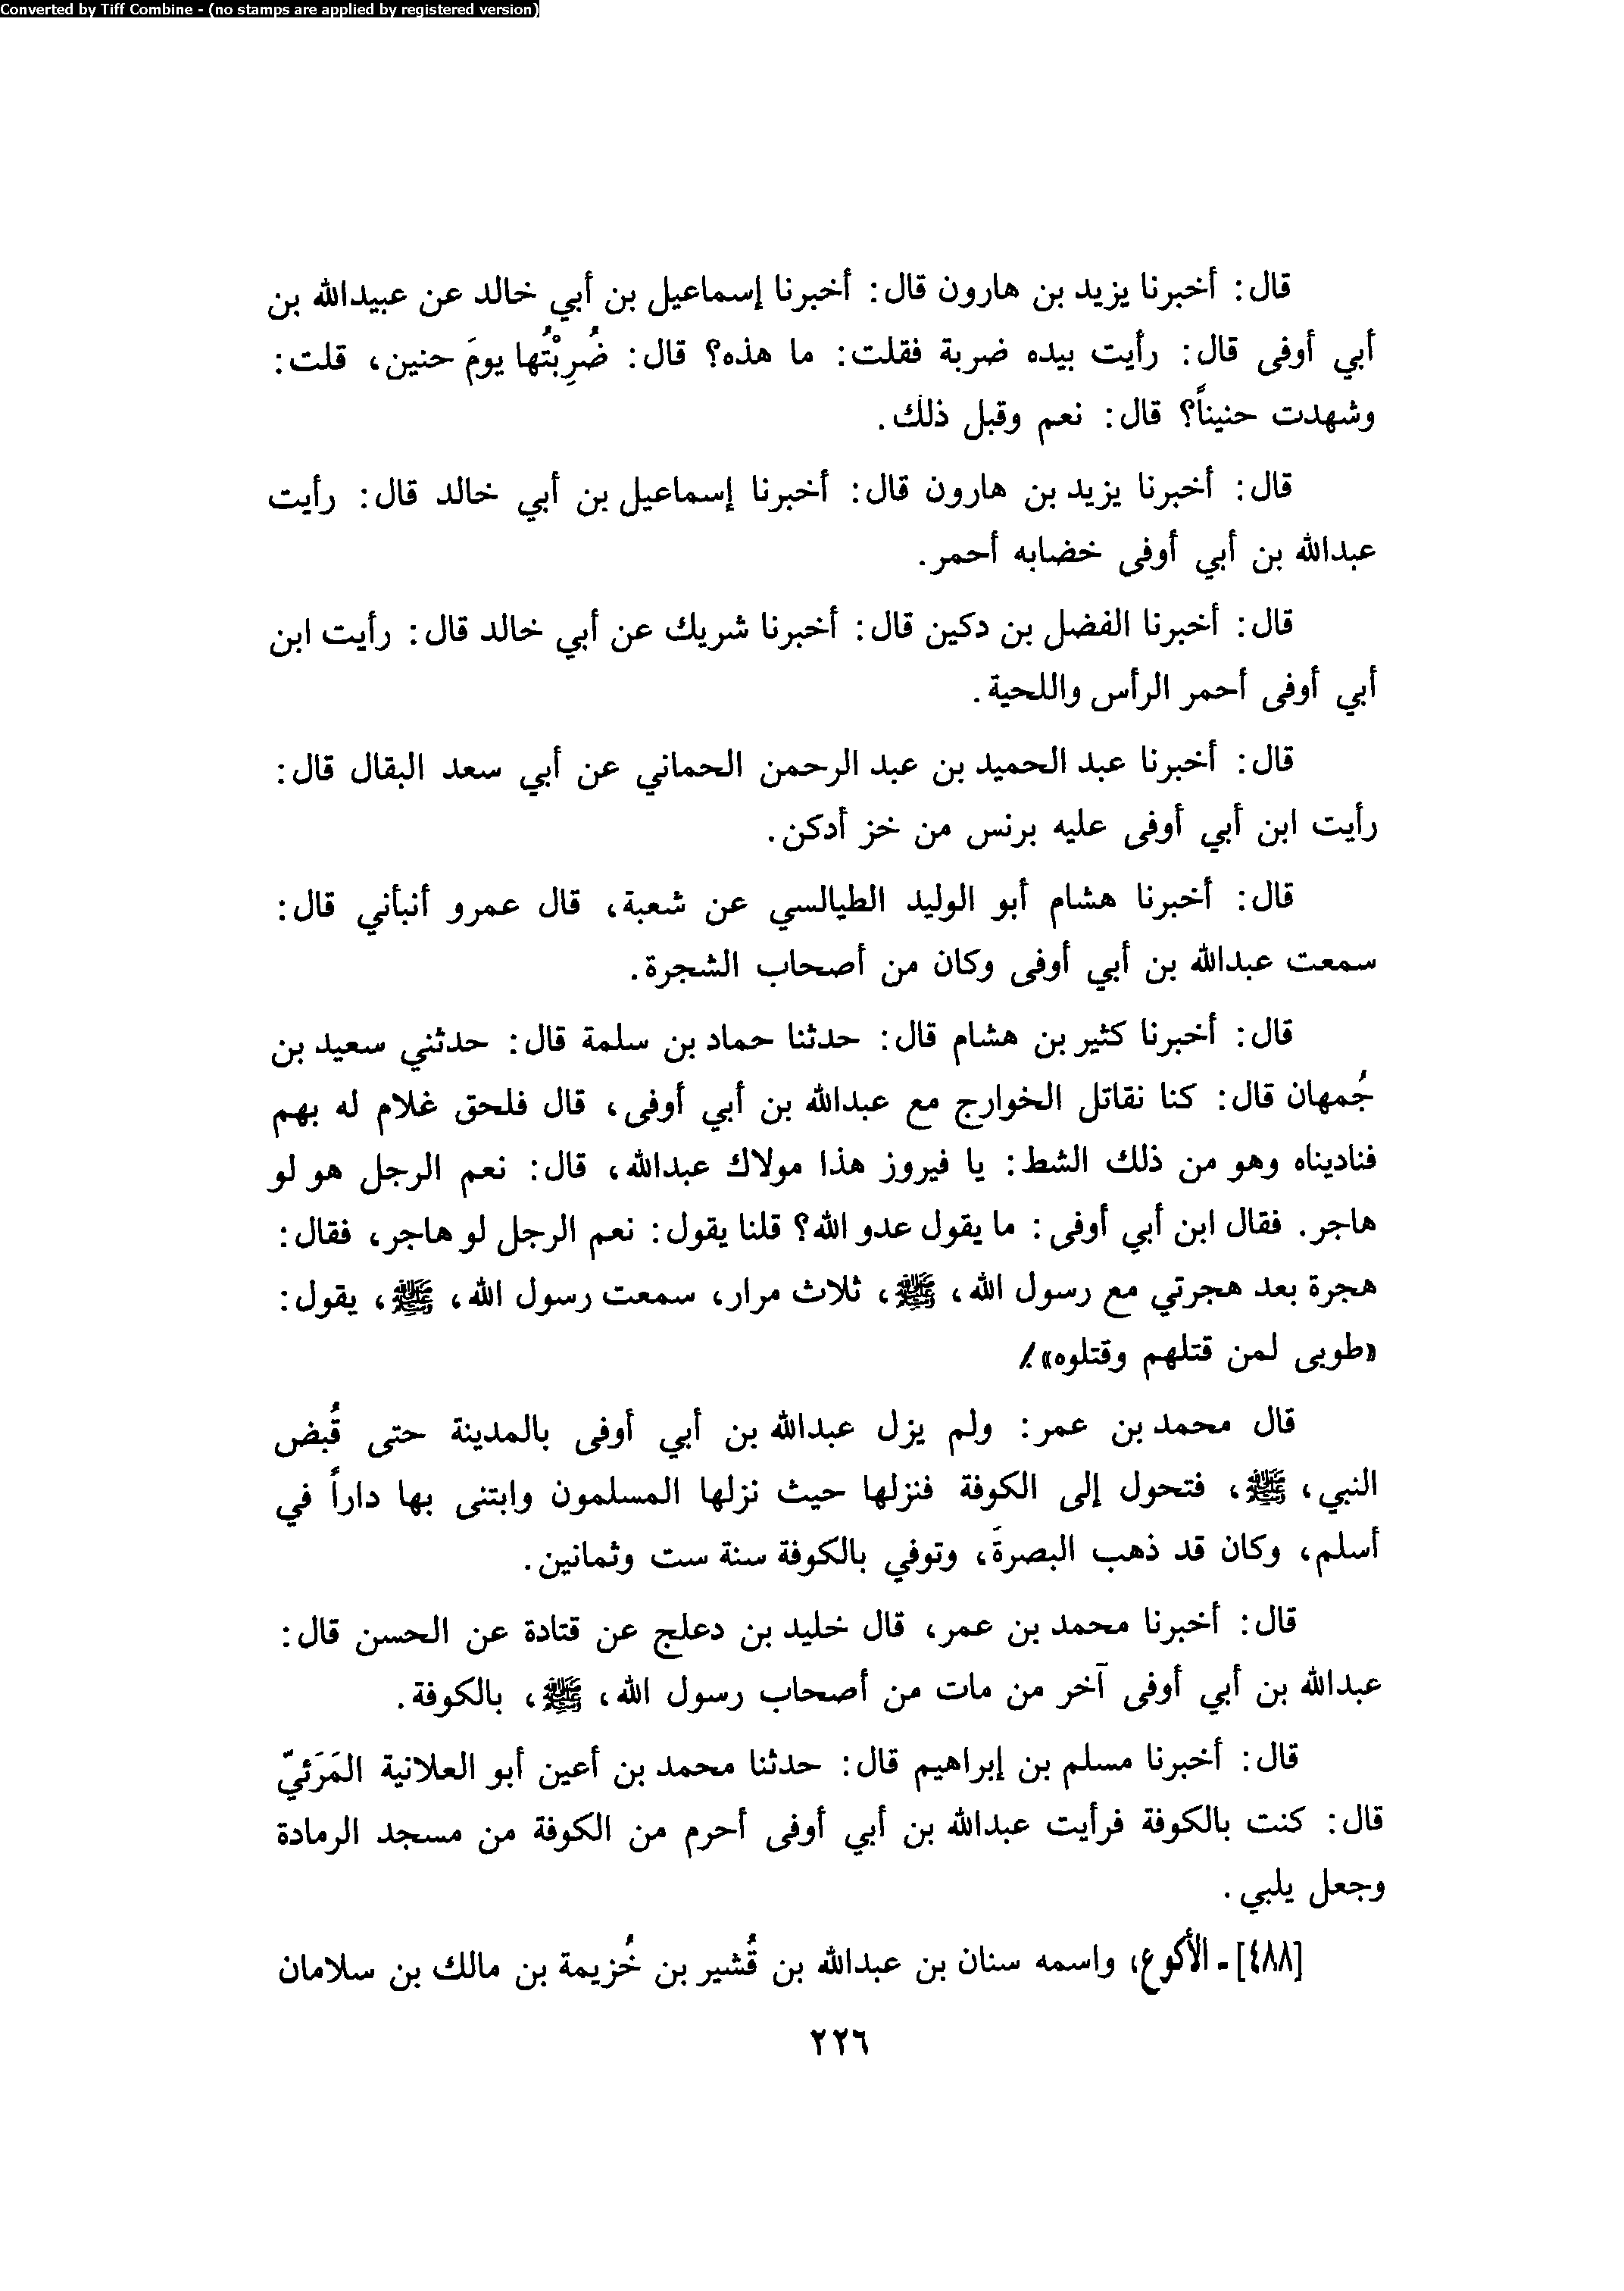 Converted by Tiff Combine - (no stamps are applied by registered version)
قال: أخبرنا يزيد بن هارون قال: أخبرنا إسماعيل بن أبي خالد عن عبيدالله بن
أبي أوفى قال: رأيت بيده ضربة فقلت: ما هذه؟ قال: ضُرِبْتُها يومَ حنين، قلت:
وشهدت حنيناً؟ قال: نعم وقبل ذلك.
قال: أخبرنا يزيد بن هارون قال: أخبرنا إسماعيل بن أبي خالد قال: رأيت
عبدالله بن أبي أوفى خضابه أحمر.
قال: أخبرنا الفضل بن دكين قال: أخبرنا شريك عن أبي خالد قال: رأيت ابن
أبي أوفى أحمر الرأس واللحية.
قال: أخبرنا عبد الحميد بن عبد الرحمن الحماني عن أبي سعد البقال قال:
رأيت ابن أبي أوفى عليه برنس من خز أدكن.
قال: أخبرنا هشام أبو الوليد الطيالسي عن شعبة، قال عمرو أنبأني قال:
سمعت عبدالله بن أبي أوفى وكان من أصحاب الشجرة.
قال: أخبرنا كثير بن هشام قال: حدثنا حماد بن سلمة قال: حدثني سعيد بن
جُمهان قال: كنا نقاتل الخوارج مع عبدالله بن أبي أوفى، قال فلحق غلام له بهم
فناديناه وهو من ذلك الشط: يا فيروز هذا مولاك عبدالله، قال: نعم الرجل هو لو
هاجر. فقال ابن أبي أوفى: ما يقول عدو الله؟ قلنا يقول: نعم الرجل لو هاجر، فقال:
هجرة بعد هجرتي مع رسول الله، ﷺ، ثلاث مرار، سمعت رسول الله، ﷺ، يقول:
«طوبى لمن قتلهم وقتلوه»./
قال محمد بن عمر: ولم يزل عبدالله بن أبي أوفى بالمدينة حتى قُبض
النبي، ﷺ، فتحول إلى الكوفة فنزلها حيث نزلها المسلمون وابتنى بها داراً في
أسلم، وكان قد ذهب البصرةَ، وتوفي بالكوفة سنة ست وثمانين.
قال: أخبرنا محمد بن عمر، قال خليد بن دعلج عن قتادة عن الحسن قال:
عبدالله بن أبي أوفى آخر من مات من أصحاب رسول الله، ﷺ، بالكوفة.
قال: أخبرنا مسلم بن إبراهيم قال: حدثنا محمد بن أعين أبو العلانية المَرَئيّ
قال: كنت بالكوفة فرأيت عبدالله بن أبي أوفى أحرم من الكوفة من مسجد الرمادة
وجعل يلبي.
[٤٨٨] - الأكوع، واسمه سنان بن عبدالله بن قُشير بن خُزيمة بن مالك بن سلامان
٢٢٦